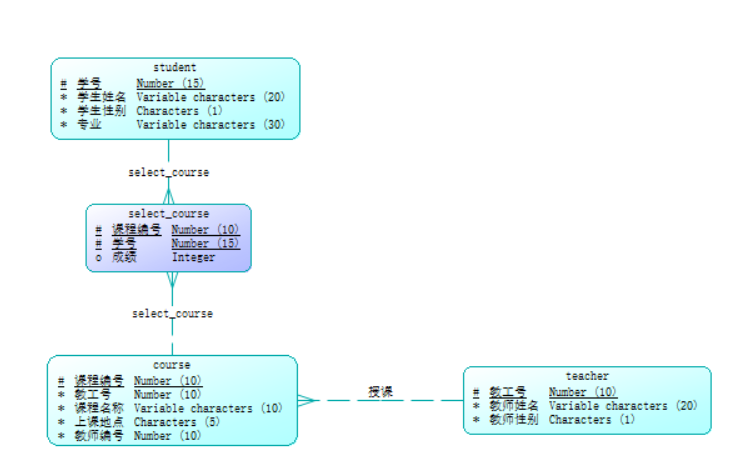 student
# 学号 Number (15)
* 学生姓名 Variable characters (20)
* 学生性别 Characters (1)
* 专业 Variable characters (30)
select_course
select_course
# 课程编号 Number (10)
# 学号 Number (15)
o 成绩 Integer
select_course
course
# 课程编号 Number (10)
* 教工号 Number (10)
* 课程名称 Variable characters (10)
* 上课地点 Characters (5)
* 教师编号 Number (10)
授课
teacher
# 教工号 Number (10)
* 教师姓名 Variable characters (20)
* 教师性别 Characters (1)